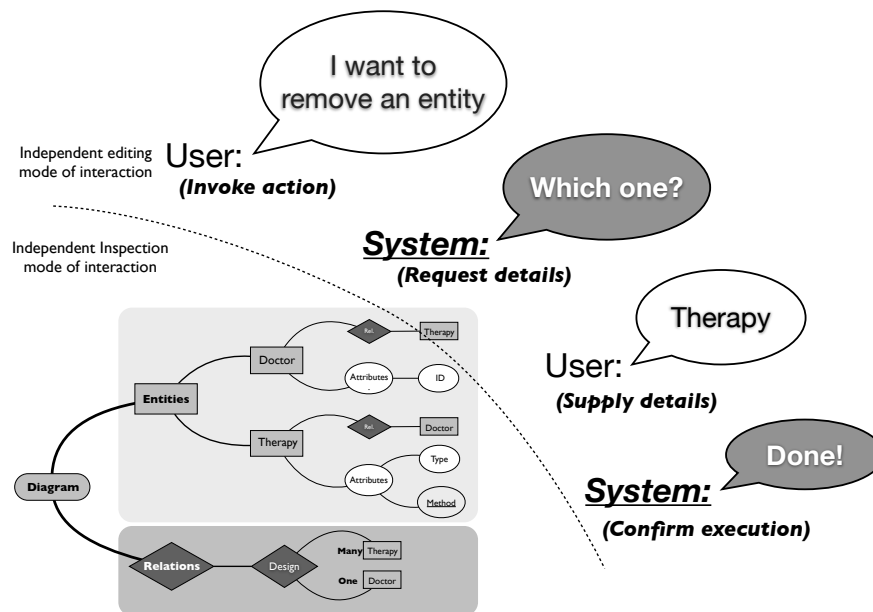 I want to
remove an entity
Independent editing
mode of interaction
User:
(Invoke action)
Which one?
Independent Inspection
mode of interaction
System:
(Request details)
Therapy
User:
(Supply details)
Done!
System:
(Confirm execution)
Rel.
Therapy
Doctor
Attributes
.
ID
Entities
Rel.
Doctor
Therapy
Type
Attributes
Method
Diagram
Relations
Design
Many Therapy
One Doctor